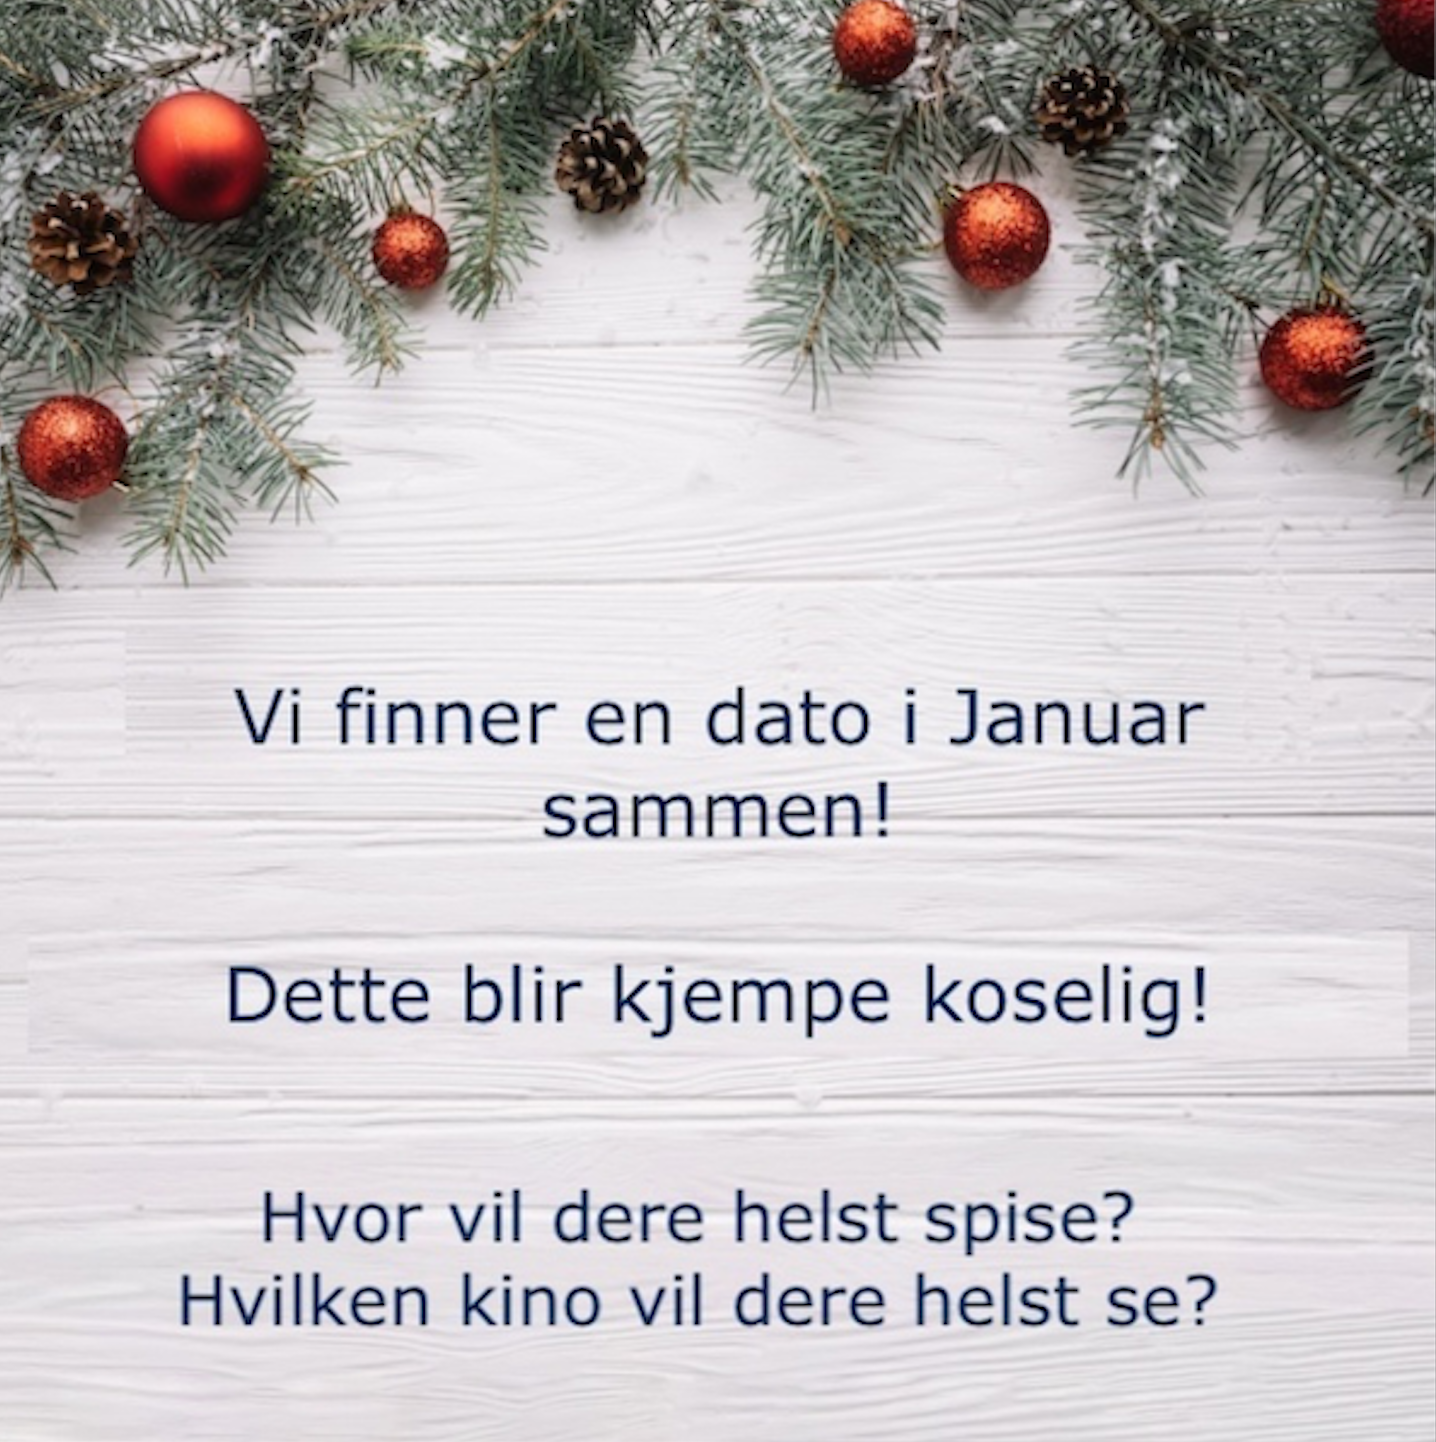 Vi finner en dato i Januar
sammen!
Dette blir kjempe koselig!
Hvor vil dere helst spise?
Hvilken kino vil dere helst se?